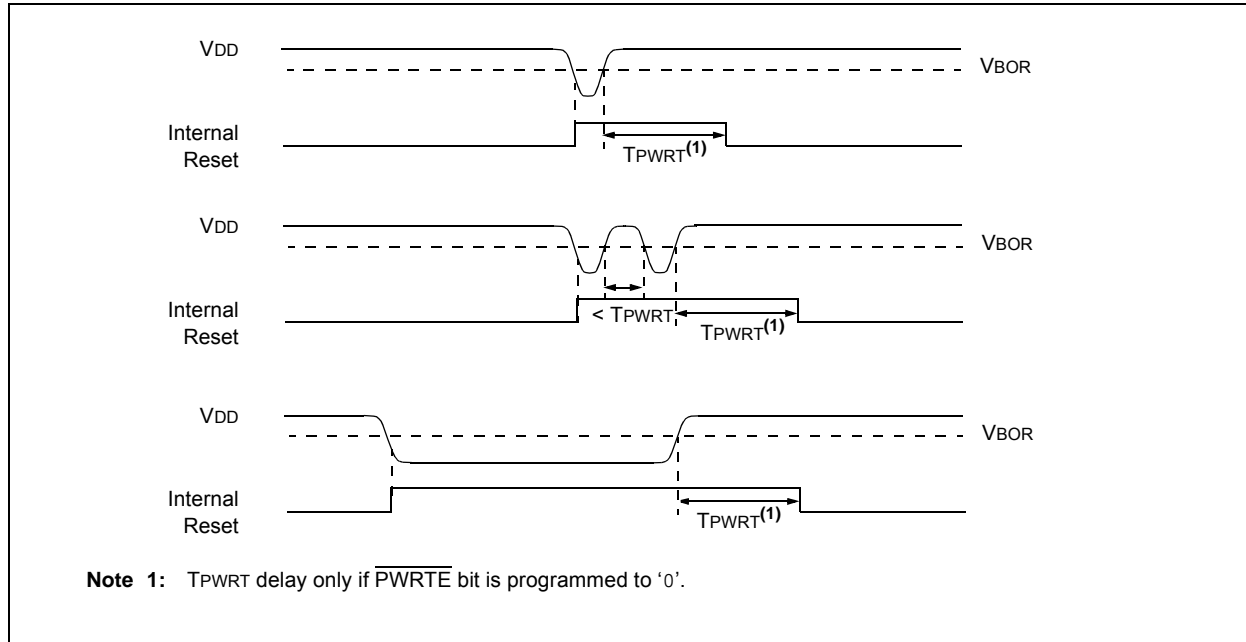 VDD
VBOR
Internal
Reset
TPWRT(1)
VDD
VBOR
Internal
Reset
< TPWRT
TPWRT(1)
VDD
VBOR
Internal
Reset
TPWRT(1)
Note 1: TPWRT delay only if PWRTE bit is programmed to ‘0’.